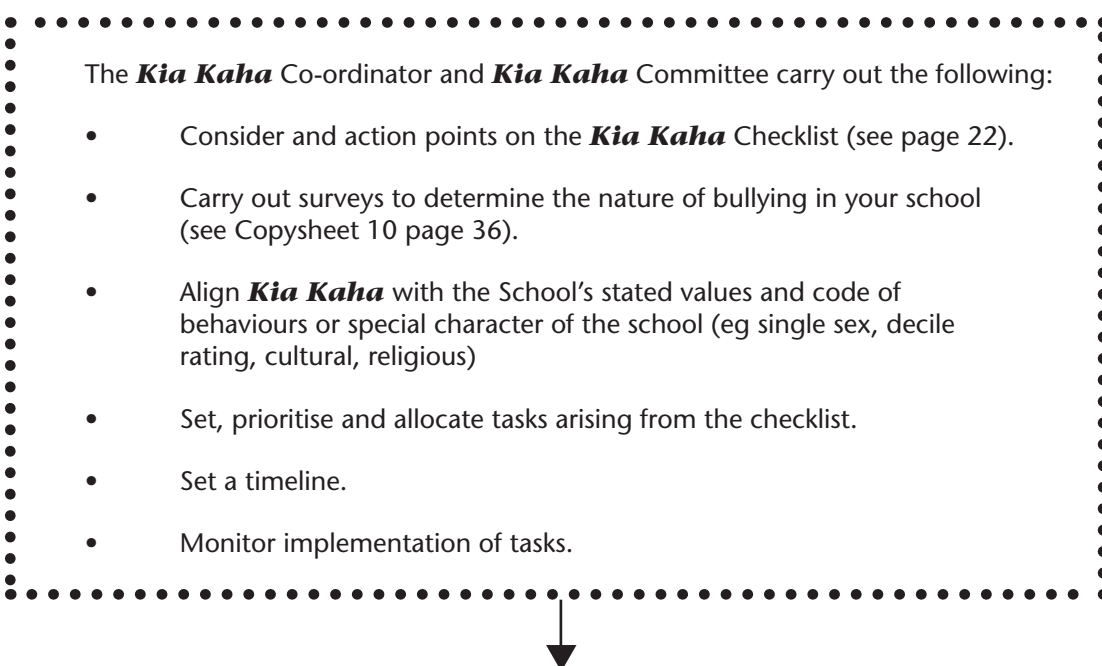 The Kia Kaha Co-ordinator and Kia Kaha Committee carry out the following:
• Consider and action points on the Kia Kaha Checklist (see page 22).
• Carry out surveys to determine the nature of bullying in your school
(see Copysheet 10 page 36).
• Align Kia Kaha with the School’s stated values and code of
behaviours or special character of the school (eg single sex, decile
rating, cultural, religious)
• Set, prioritise and allocate tasks arising from the checklist.
• Set a timeline.
• Monitor implementation of tasks.